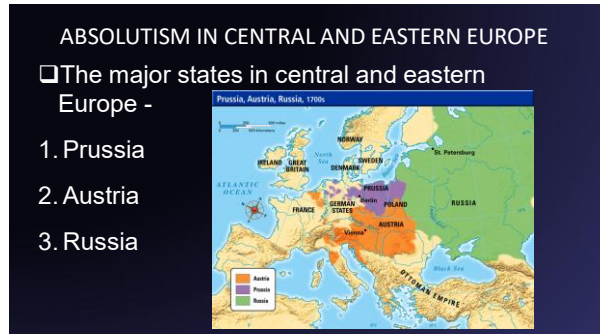 ABSOLUTISM IN CENTRAL AND EASTERN EUROPE
❑The major states in central and eastern
Europe -
1. Prussia
2. Austria
3. Russia
Prussia, Austria, Russia, 1700s
NORWAY
St. Petersburg
North
Sea
SWEDEN
IRELAND
GREAT
BRITAIN
DENMARK
ATLANTIC
OCEAN
PRUSSIA
Berlin
GERMAN
STATES
POLAND
RUSSIA
FRANCE
Vienna
AUSTRIA
Black Sea
OTTOMAN EMPIRE
Austria
Prussia
Russia